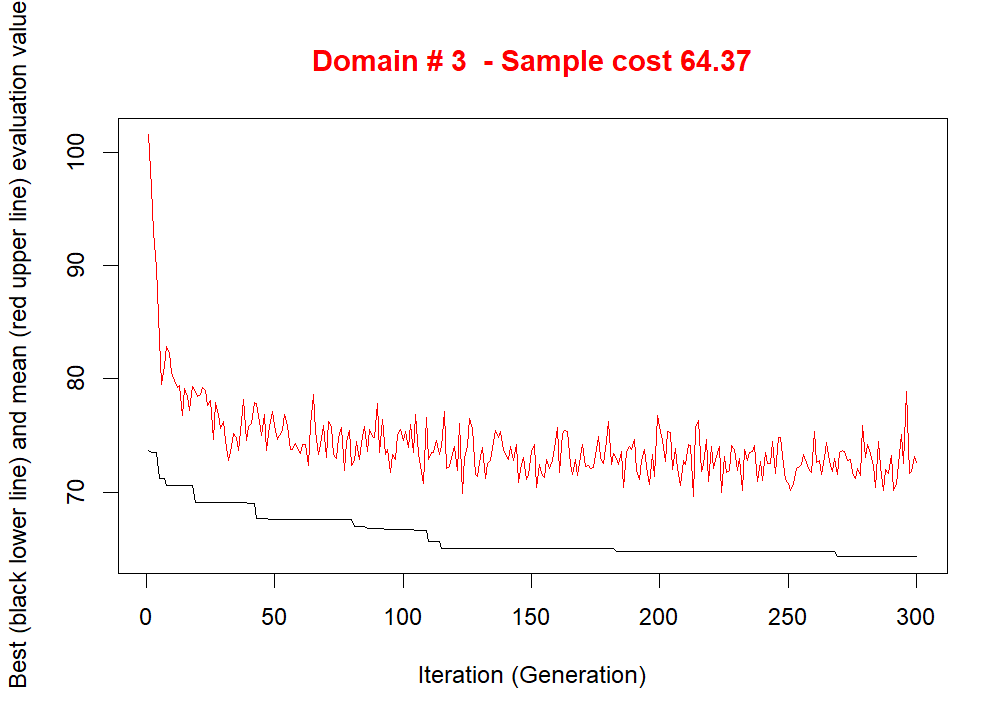 Domain # 3  - Sample cost 64.37
Best (black lower line) and mean (red upper line) evaluation value
100
90
80
70
0 50 100 150 200 250 300
Iteration (Generation)